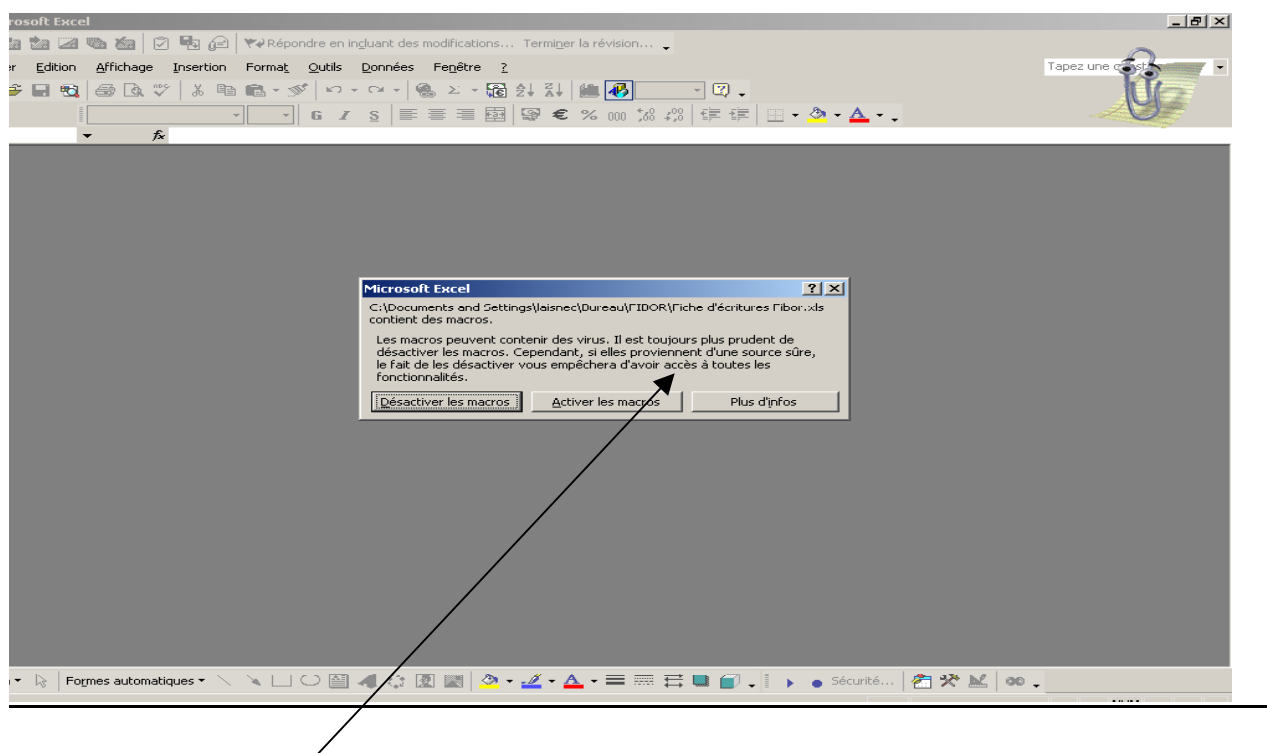 rosoft Excel
Répondre en incluant des modifications... Terminer la révision...
r Edition Affichage Insertion Format Outils Données Fenêtre ? Tapez une
G I S € % 000
fx
Microsoft Excel
C:\Documents and Settings\laisnec\Bureau\FIBOR\Fiche d'écritures Fibor.xls
contient des macros.
Les macros peuvent contenir des virus. Il est toujours plus prudent de
désactiver les macros. Cependant, si elles proviennent d'une source sûre,
le fait de les désactiver vous empêchera d'avoir accès à toutes les
fonctionnalités.
Désactiver les macros Activer les macros Plus d'infos
Formes automatiques Sécurité...